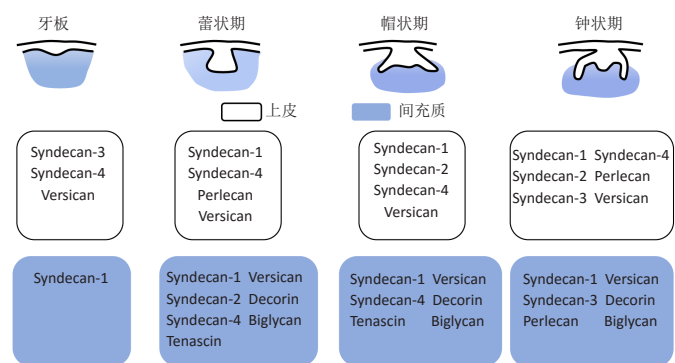 牙板 蕾状期 帽状期 钟状期
上皮 间充质
Syndecan-3
Syndecan-4
Versican
Syndecan-1
Syndecan-4
Perlecan
Versican
Syndecan-1
Syndecan-2
Syndecan-4
Versican
Syndecan-1 Syndecan-4
Syndecan-2 Perlecan
Syndecan-3 Versican
Syndecan-1
Syndecan-1 Versican
Syndecan-2 Decorin
Syndecan-4 Biglycan
Tenascin
Syndecan-1 Versican
Syndecan-4 Decorin
Tenascin Biglycan
Syndecan-1 Versican
Syndecan-3 Decorin
Perlecan Biglycan